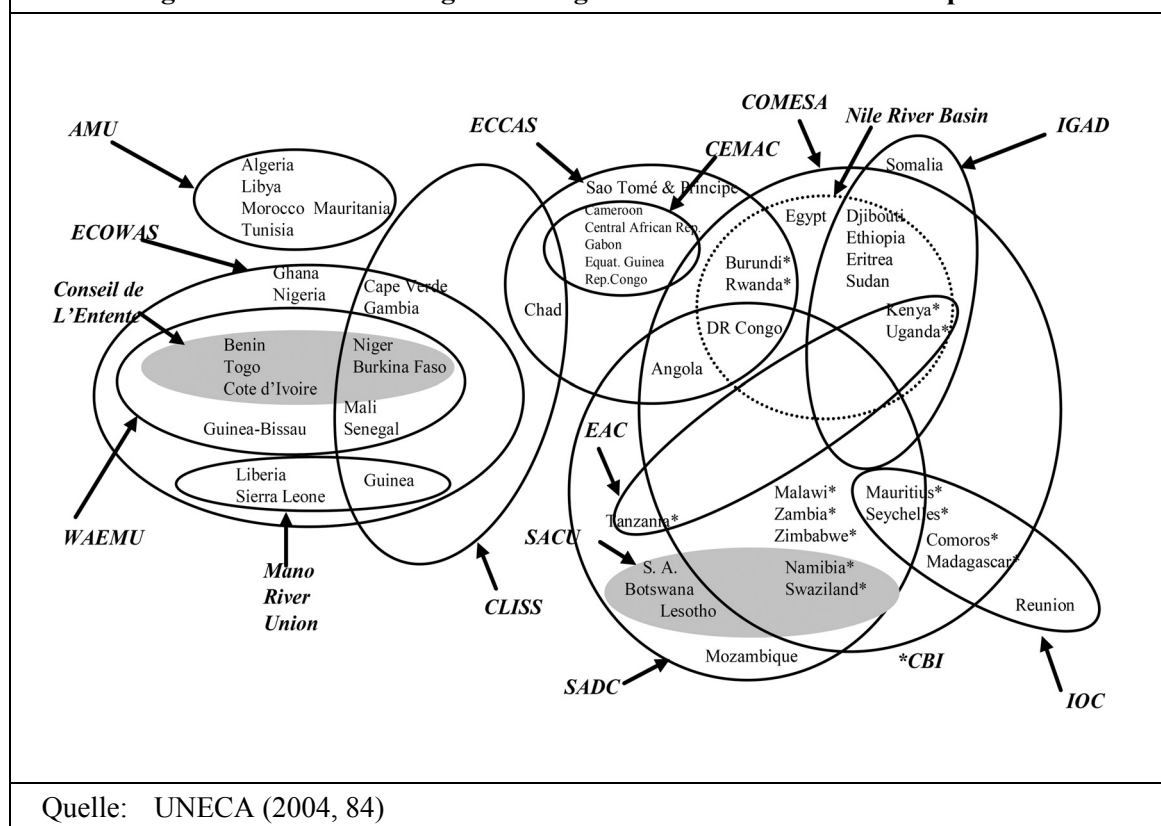 COMESA
Nile River Basin
AMU
ECCAS
IGAD
CEMAC
Algeria
Libya
Morocco Mauritania
Tunisia
Somalia
Sao Tomé & Principe
Cameroon
Central African Rep.
Gabon
Equat. Guinea
Rep.Congo
Egypt
Djibouti
Ethiopia
Eritrea
Sudan
ECOWAS
Ghana
Nigeria
Cape Verde
Gambia
Burundi*
Rwanda*
Conseil de
L'Entente
Chad
Kenya*
Uganda*
DR Congo
Benin
Togo
Cote d'Ivoire
Niger
Burkina Faso
Angola
Mali
Senegal
Guinea-Bissau
EAC
Liberia
Sierra Leone
Guinea
Malawi*
Zambia*
Zimbabwe*
Mauritius*
Seychelles*
Tanzania*
WAEMU
SACU
Comoros*
Madagascar*
Mano
River
Union
CLISS
S. A.
Botswana
Lesotho
Namibia*
Swaziland*
Reunion
Mozambique
*CBI
SADC
IOC
Quelle: UNECA (2004, 84)